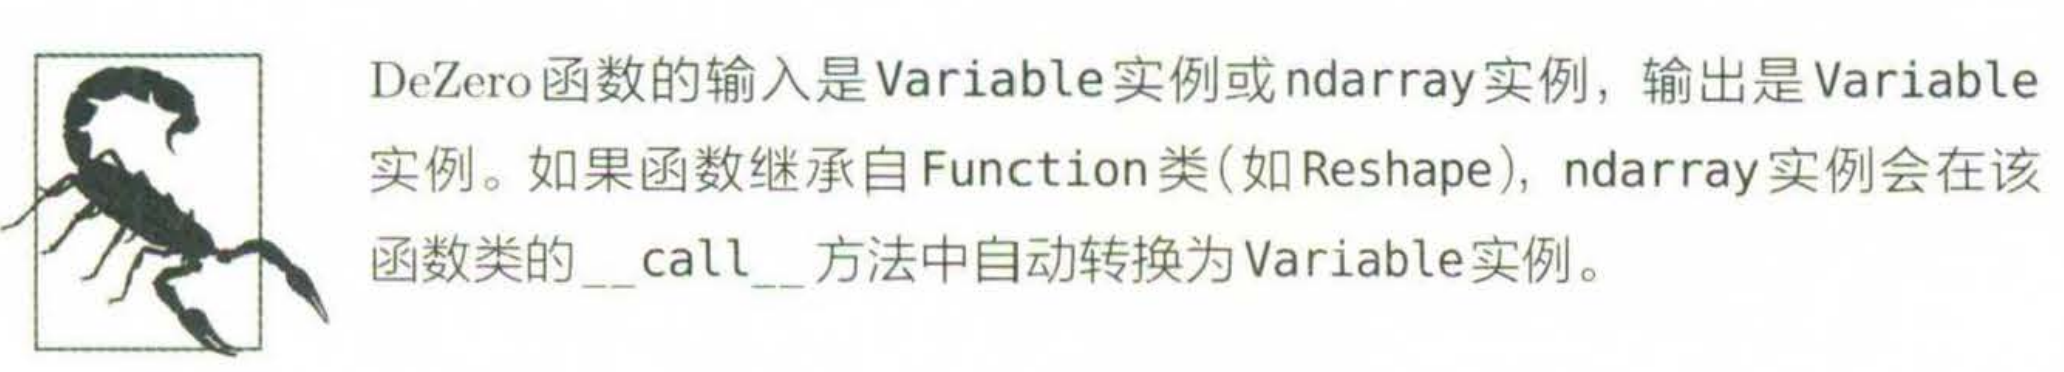 DeZero函数的输入是Variable实例或ndarray实例，输出是Variable
实例。如果函数继承自Function类(如Reshape)，ndarray实例会在该
函数类的__call__方法中自动转换为Variable实例。